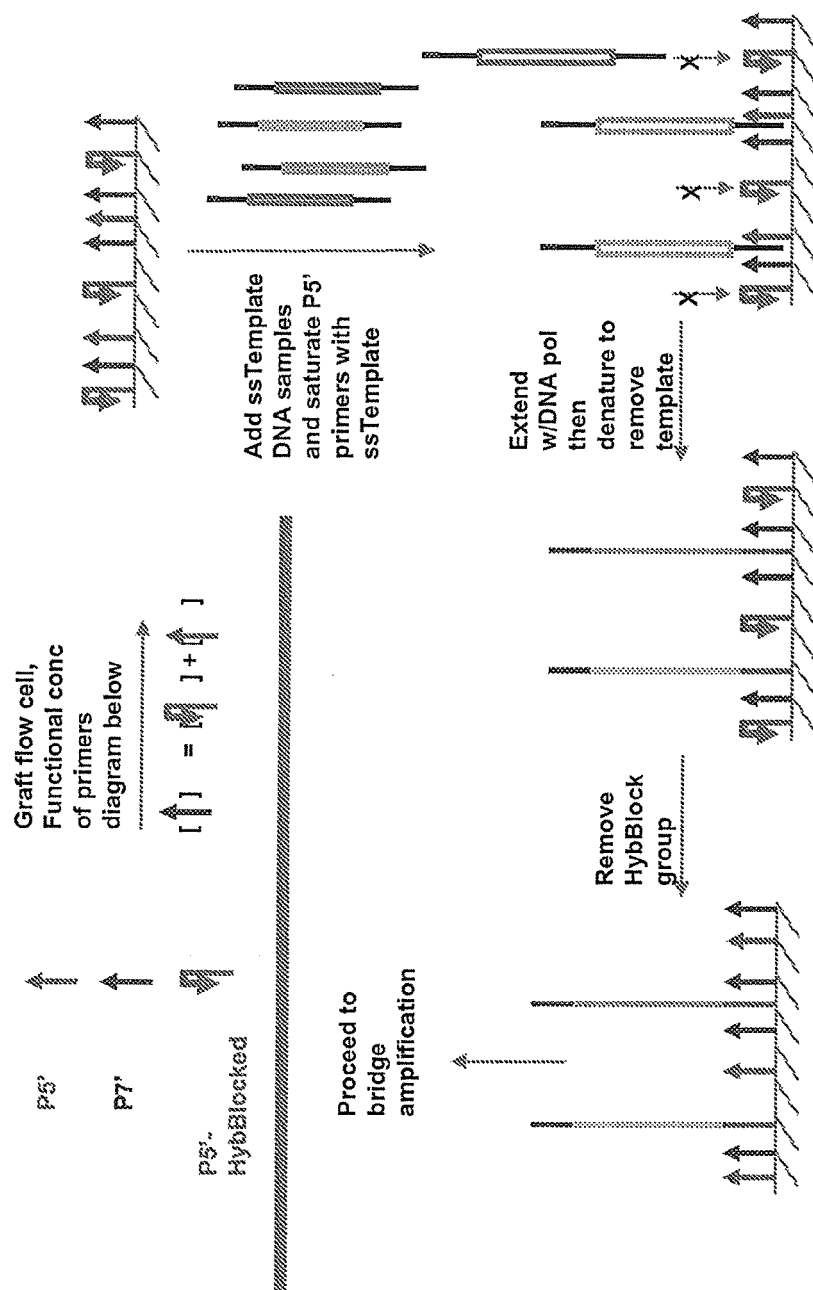 P5'
P7'
P5'~
HybBlocked
Graft flow cell,
Functional conc
of primers
diagram below
[ ] = [ ] + [ ]
Add ssTemplate
DNA samples
and saturate P5'
primers with
ssTemplate
X
X
X
Extend
w/DNA pol
then
denature to
remove
template
Remove
HybBlock
group
Proceed to
bridge
amplification